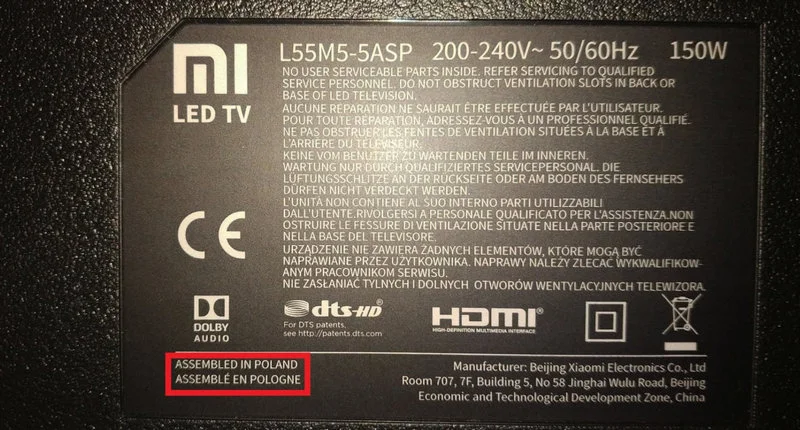 mi
LED TV
L55M5-5ASP 200-240V~ 50/60Hz 150W
NO USER SERVICEABLE PARTS INSIDE. REFER SERVICING TO QUALIFIED
SERVICE PERSONNEL. DO NOT OBSTRUCT VENTILATION SLOTS IN BACK OR
BASE OF LED TELEVISION.
AUCUNE REPARATION NE SAURAIT ÊTRE EFFECTUÉE PAR L'UTILISATEUR.
POUR TOUTE REPARATION, ADRESSEZ-VOUS A UN PROFESSIONNEL QUALIFIÉ.
NE PAS OBSTRUER LES FENTES DE VENTILATION SITUÉES À LA BASE ET À
L'ARRIÈRE DU TÉLÉVISEUR.
KEINE VOM BENUTZER ZU WARTENDEN TEILE IM INNEREN.
WARTUNG NUR DURCH QUALIFIZIERTES SERVICEPERSONAL. DIE
LÜFTUNGSSCHLITZE AN DER RÜCKSEITE ODER AM BODEN DES FERNSEHERS
DÜRFEN NICHT VERDECKT WERDEN.
L'UNITÀ NON CONTIENE AL SUO INTERNO PARTI UTILIZZABILI
DALL'UTENTE.RIVOLGERSI A PERSONALE QUALIFICATO PER L'ASSISTENZA.NON
OSTRUIRE LE FESSURE DI VENTILAZIONE SITUATE NELLA PARTE POSTERIORE E
NELLA BASE DEL TELEVISORE.
URZĄDZENIE NIE ZAWIERA ŻADNYCH ELEMENTÓW, KTÓRE MOGĄ BYĆ
NAPRAWIANE PRZEZ UŻYTKOWNIKA. NAPRAWY NALEŻY ZLECAĆ WYKWALIFIKOW-
ANYM PRACOWNIKOM SERWISU.
NIE ZASŁANIAĆ TYLNYCH I DOLNYCH OTWORÓW WENTYLACYJNYCH TELEWIZORA.
CE
DOLBY
AUDIO
dts-HD
For DTS patents,
see http://patents.dts.com
HDMI
HIGH-DEFINITION MULTIMEDIA INTERFACE
ASSEMBLED IN POLAND
ASSEMBLÉ EN POLOGNE
Manufacturer: Beijing Xiaomi Electronics Co., Ltd
Room 707, 7F, Building 5, No 58 Jinghai Wulu Road, Beijing
Economic and Technological Development Zone, China